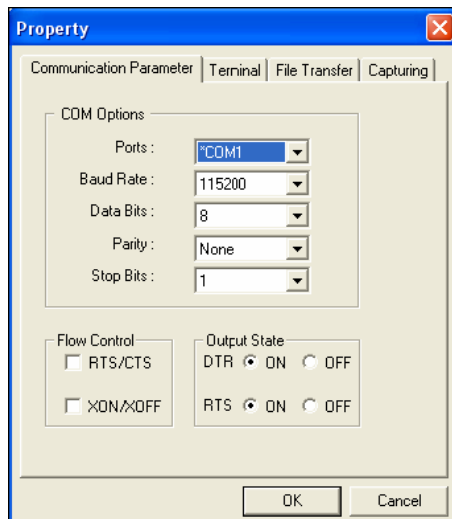 Property
Communication Parameter Terninal File Transfer Capturing
COM Options
Ports : *COM1
Baud Rate : 115200
Data Bits : 8
Parity : None
Stop Bits : 1
Flow Control
RTS/CTS
XON/XOFF
Output State
DTR ON OFF
RTS ON OFF
OK Cancel